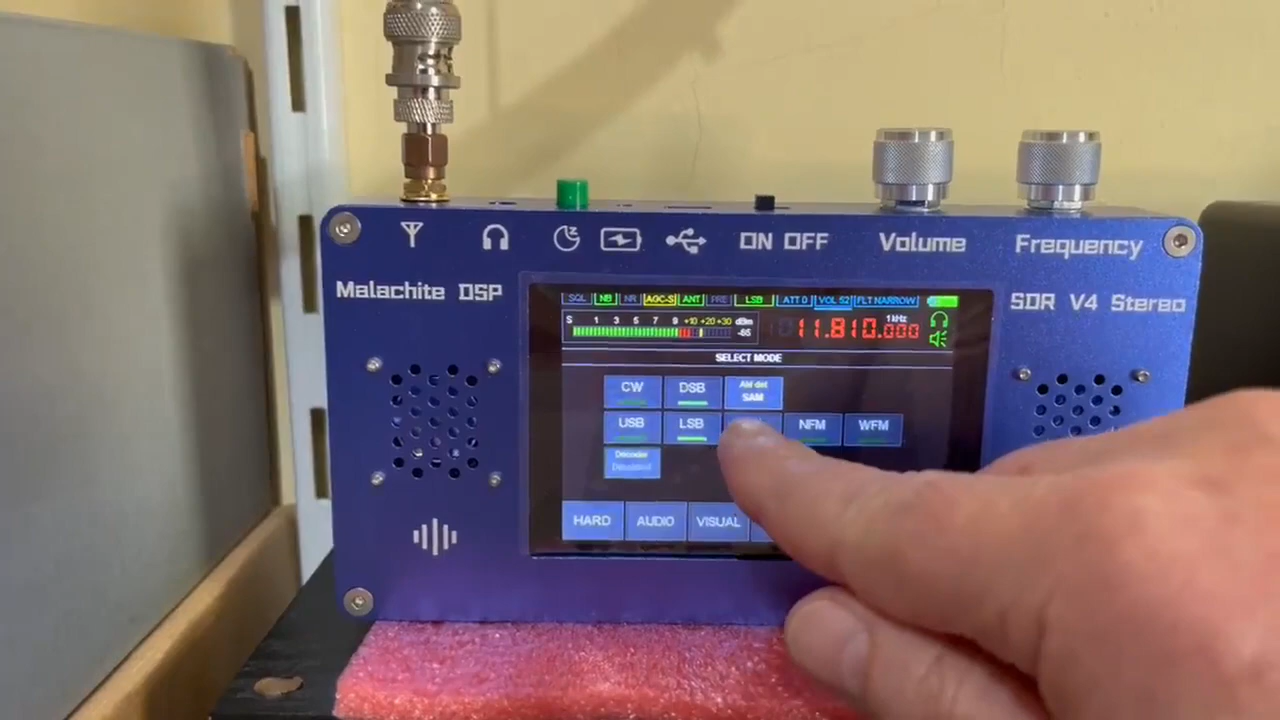 ON OFF
Volume
Frequency
Malachite DSP
SDR V4 Stereo
SQL NB NR AGC-S ANT PRE LSB ATT 0 VOL 52 FLT NARROW
S 1 3 5 7 9 +10 +20 +30 dBm
-65
1kHz
11.810.000
SELECT MODE
CW DSB AM det SAM
USB LSB NFM WFM
Decoder
Disabled
HARD AUDIO VISUAL